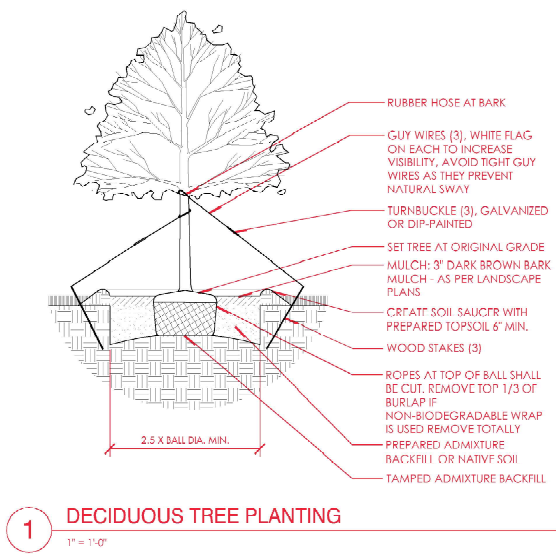 RUBBER HOSE AT BARK
GUY WIRES (3), WHITE FLAG
ON EACH TO INCREASE
VISIBILITY, AVOID TIGHT GUY
WIRES AS THEY PREVENT
NATURAL SWAY
TURNBUCKLE (3), GALVANIZED
OR DIP-PAINTED
SET TREE AT ORIGINAL GRADE
MULCH: 3" DARK BROWN BARK
MULCH - AS PER LANDSCAPE
PLANS
CREATE SOIL SAUCER WITH
PREPARED TOPSOIL 6" MIN.
WOOD STAKES (3)
ROPES AT TOP OF BALL SHALL
BE CUT. REMOVE TOP 1/3 OF
BURLAP IF
NON-BIODEGRADABLE WRAP
IS USED REMOVE TOTALLY
PREPARED ADMIXTURE
BACKFILL OR NATIVE SOIL
TAMPED ADMIXTURE BACKFILL
2.5 X BALL DIA. MIN.
1
DECIDUOUS TREE PLANTING
1" = 1'-0"